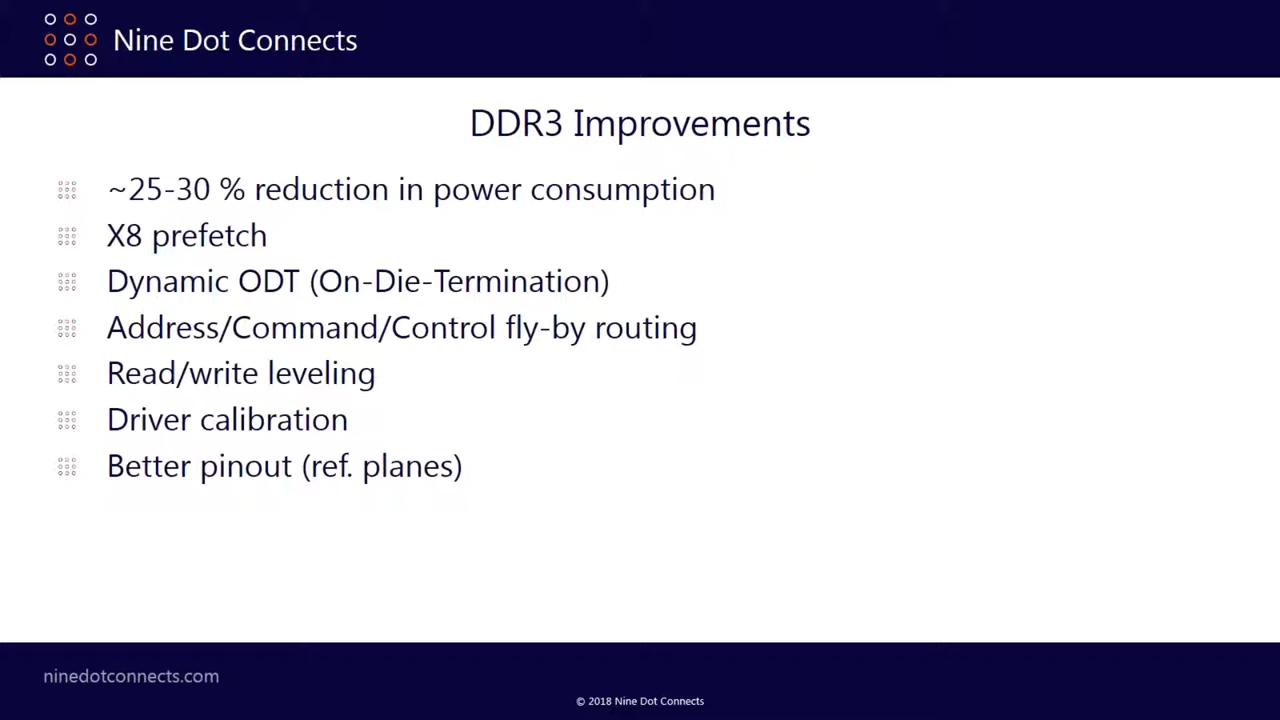 Nine Dot Connects
DDR3 Improvements
~25-30 % reduction in power consumption
X8 prefetch
Dynamic ODT (On-Die-Termination)
Address/Command/Control fly-by routing
Read/write leveling
Driver calibration
Better pinout (ref. planes)
ninedotconnects.com
© 2018 Nine Dot Connects